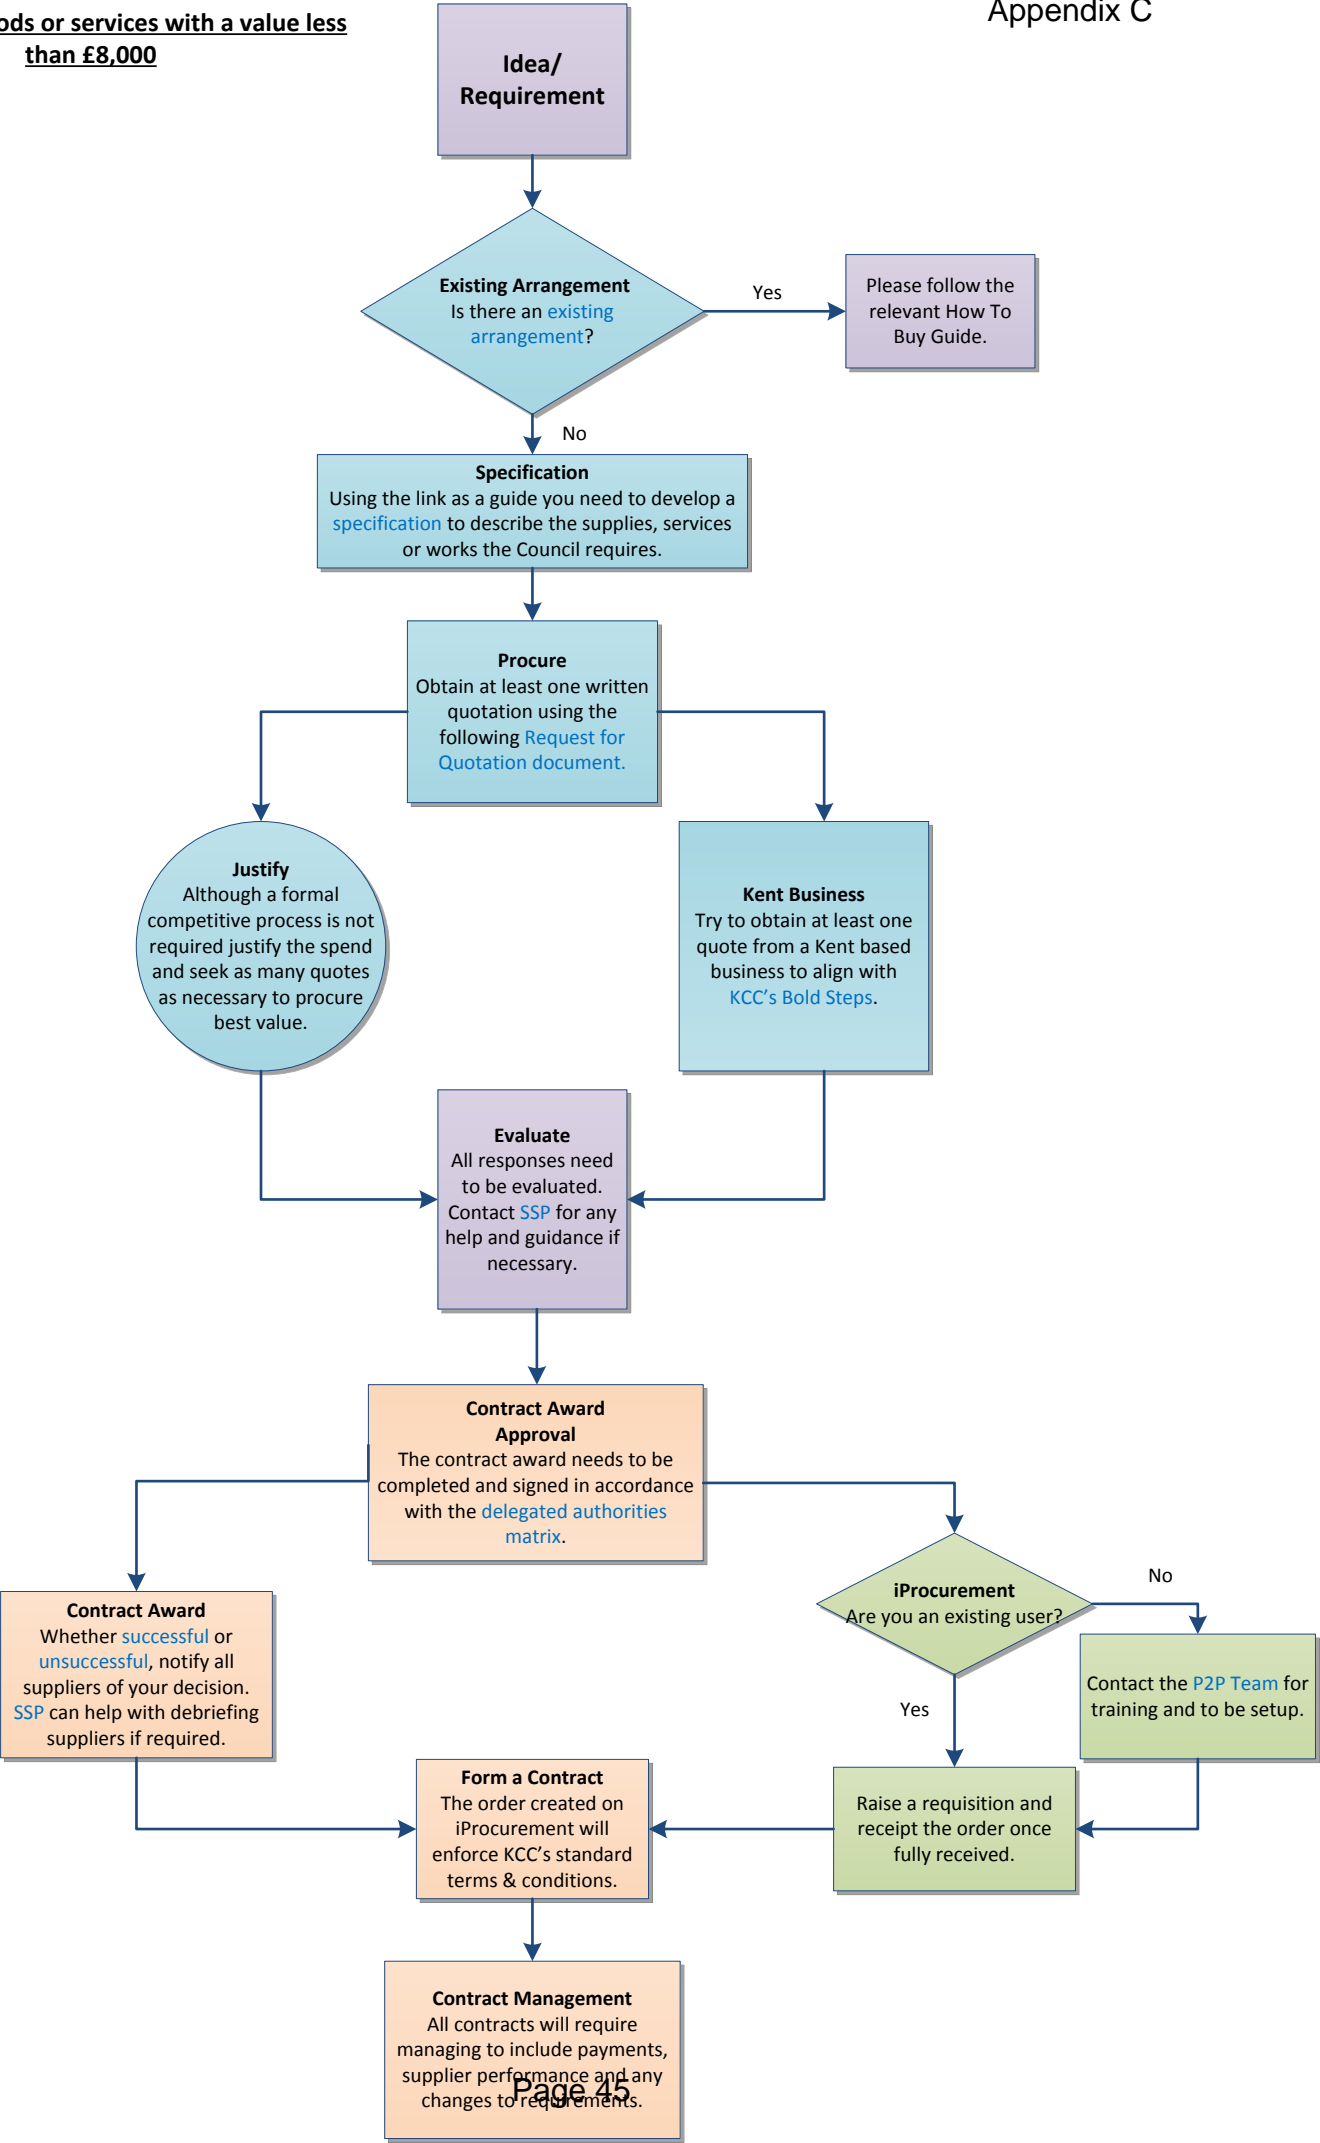 ods or services with a value less
than £8,000
Appendix C
Idea/
Requirement
Existing Arrangement
Is there an existing
arrangement?
Yes
Please follow the
relevant How To
Buy Guide.
No
Specification
Using the link as a guide you need to develop a
specification to describe the supplies, services
or works the Council requires.
Procure
Obtain at least one written
quotation using the
following Request for
Quotation document.
Justify
Although a formal
competitive process is not
required justify the spend
and seek as many quotes
as necessary to procure
best value.
Kent Business
Try to obtain at least one
quote from a Kent based
business to align with
KCC's Bold Steps.
Evaluate
All responses need
to be evaluated.
Contact SSP for any
help and guidance if
necessary.
Contract Award
Approval
The contract award needs to be
completed and signed in accordance
with the delegated authorities
matrix.
Contract Award
Whether successful or
unsuccessful, notify all
suppliers of your decision.
SSP can help with debriefing
suppliers if required.
iProcurement
Are you an existing user?
No
Contact the P2P Team for
training and to be setup.
Yes
Raise a requisition and
receipt the order once
fully received.
Form a Contract
The order created on
iProcurement will
enforce KCC's standard
terms & conditions.
Contract Management
All contracts will require
managing to include payments,
supplier performance and any
changes to requirements.
Page 45